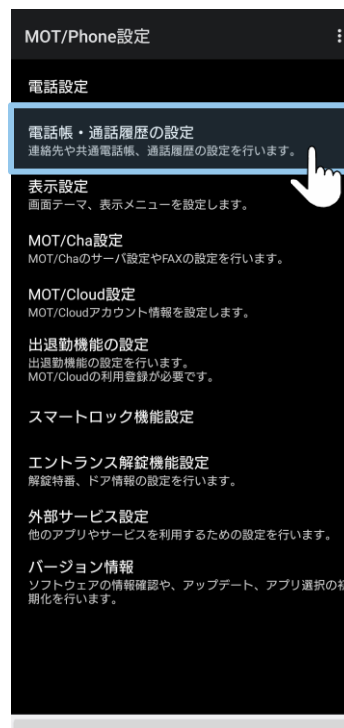 MOT/Phone設定
電話設定
電話帳・通話履歴の設定
連絡先や共通電話帳、通話履歴の設定を行います。
表示設定
画面テーマ、表示メニューを設定します。
MOT/Cha設定
MOT/Chaのサーバ設定やFAXの設定を行います。
MOT/Cloud設定
MOT/Cloudアカウント情報を設定します。
出退勤機能の設定
出退勤機能の設定を行います。
MOT/Cloudの利用登録が必要です。
スマートロック機能設定
エントランス解錠機能設定
解錠特番、ドア情報の設定を行います。
外部サービス設定
他のアプリやサービスを利用するための設定を行います。
バージョン情報
ソフトウェアの情報確認や、アップデート、アプリ選択の初
期化を行います。